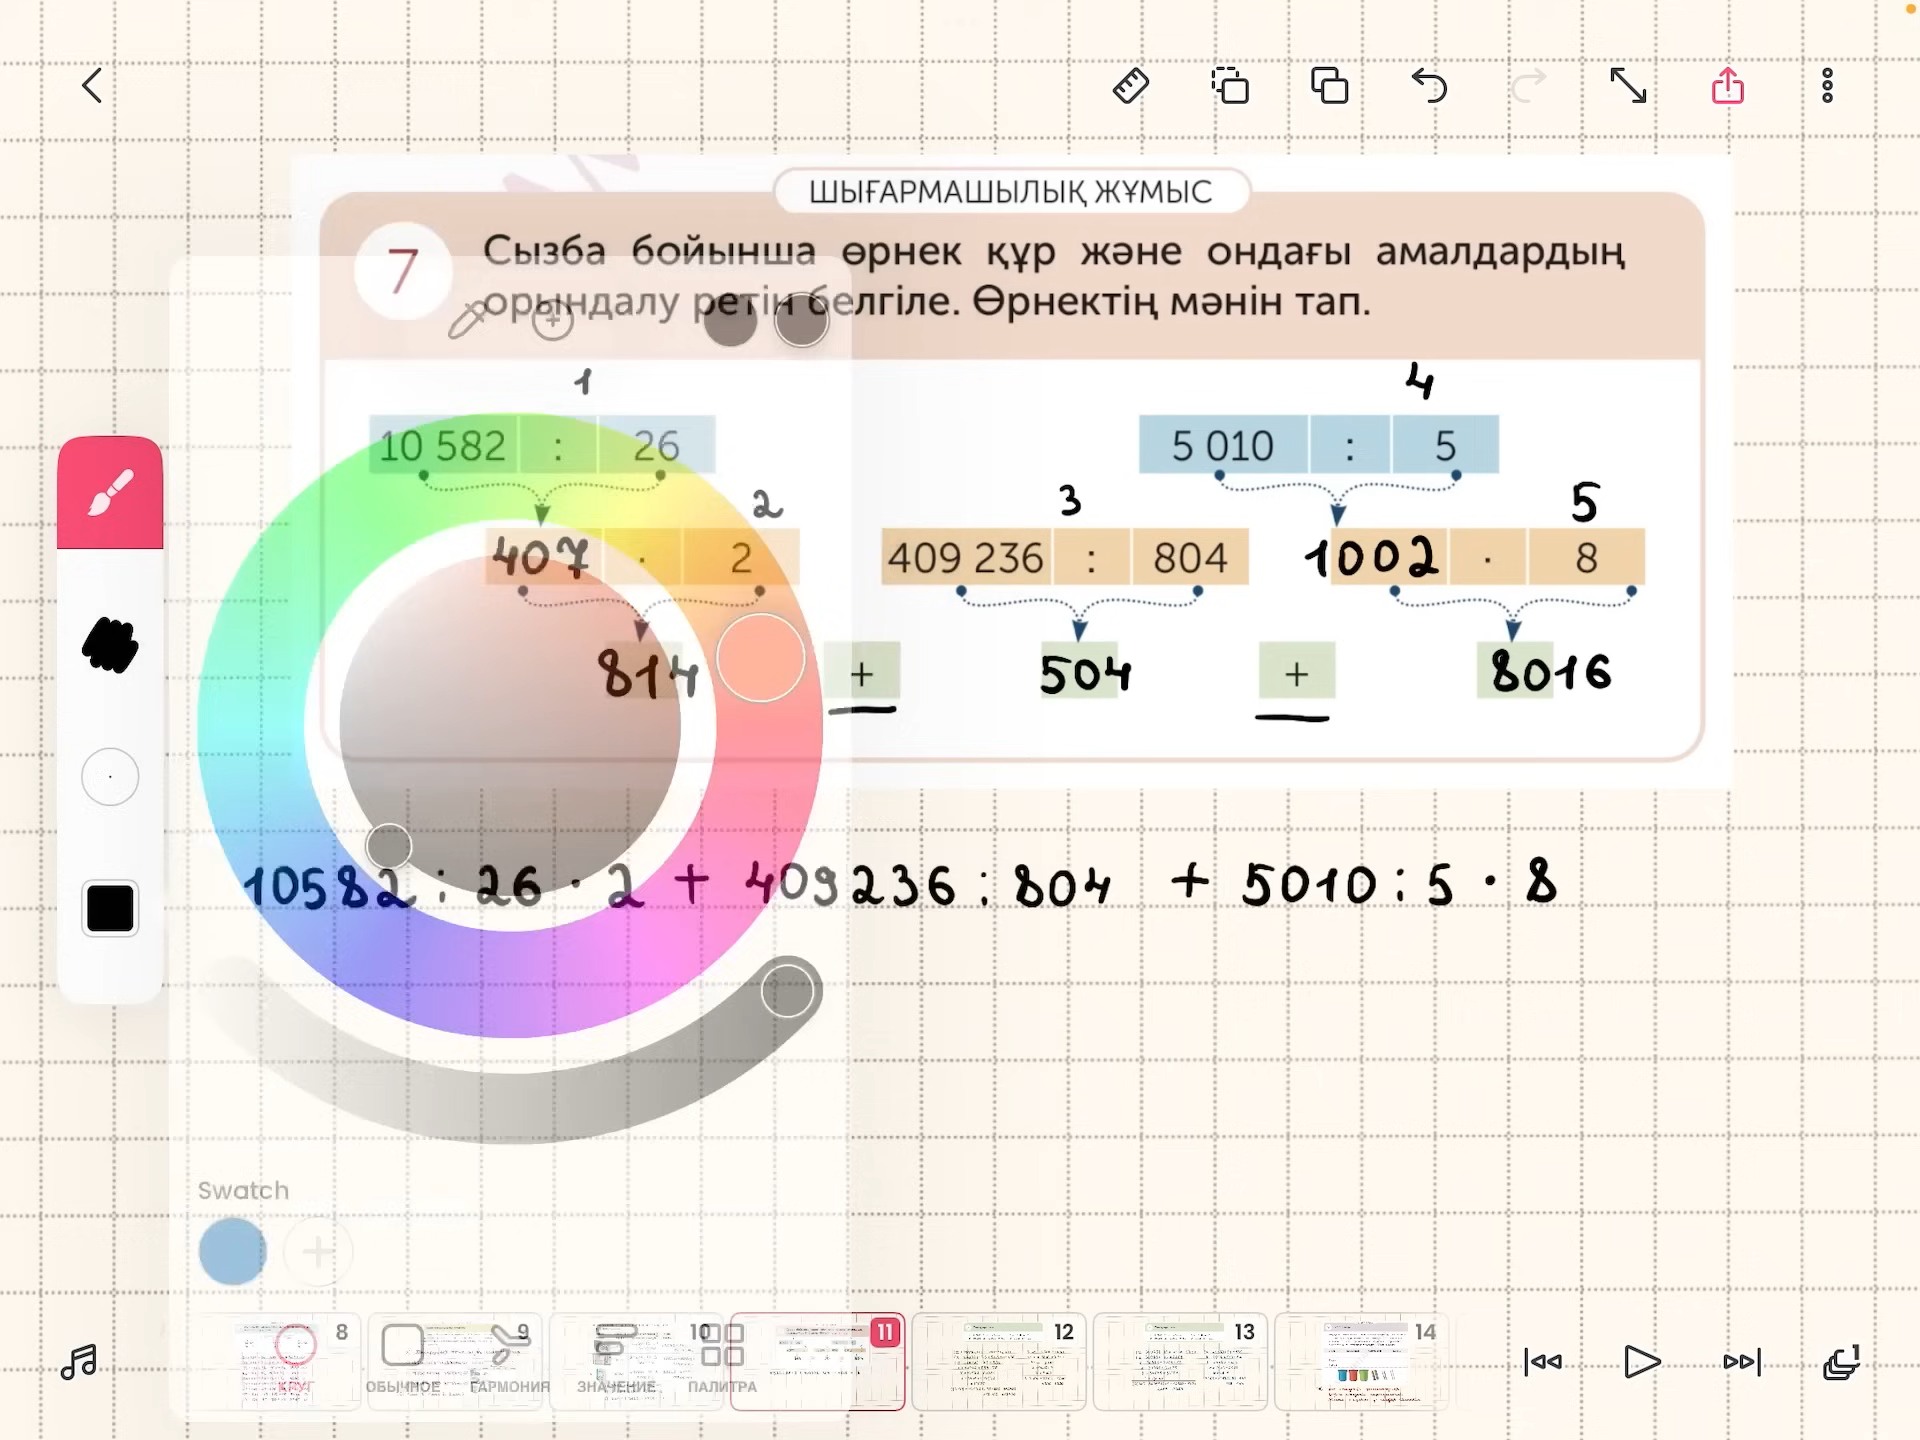 ШЫҒАРМАШЫЛЫҚ ЖҰМЫС
7 Сызба бойынша өрнек құр және ондағы амалдардың
орындалу ретін белгіле. Өрнектің мәнін тап.
1 4
10 582 : 26 5 010 : 5
2 3 5
407 · 2 409 236 : 804 1002 · 8
814 + 504 + 8016
10582 : 26 · 2 + 409236 : 804 + 5010 : 5 · 8
Swatch
8 9 10 11 12 13 14
КРУГ ОБЫЧНОЕ ГАРМОНИЯ ЗНАЧЕНИЕ ПАЛИТРА
1